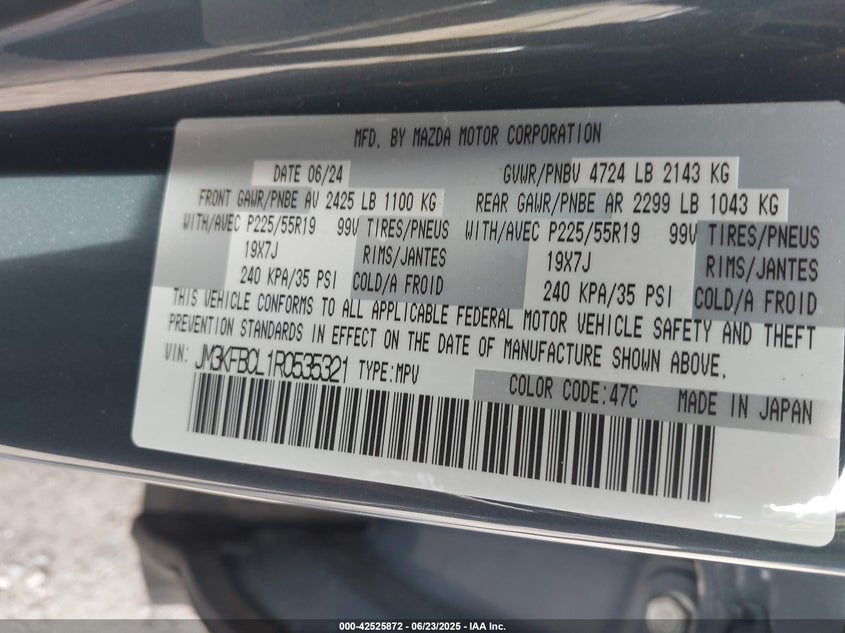 MFD. BY MAZDA MOTOR CORPORATION
DATE 06/24 GVWR/PNBV 4724 LB 2143 KG
FRONT GAWR/PNBE AV 2425 LB 1100 KG REAR GAWR/PNBE AR 2299 LB 1043 KG
WITH/AVEC P225/55R19 99V TIRES/PNEUS WITH/AVEC P225/55R19 99V TIRES/PNEUS
19X7J RIMS/JANTES 19X7J RIMS/JANTES
240 KPA/35 PSI COLD/A FROID 240 KPA/35 PSI COLD/A FROID
THIS VEHICLE CONFORMS TO ALL APPLICABLE FEDERAL MOTOR VEHICLE SAFETY AND THEFT
PREVENTION STANDARDS IN EFFECT ON THE DATE OF MANUFACTURE SHOWN ABOVE.
VIN: JM3KFBCL1R0535321 TYPE:MPV
COLOR CODE:47C MADE IN JAPAN
000-42525872 - 06/23/2025 - IAA Inc.